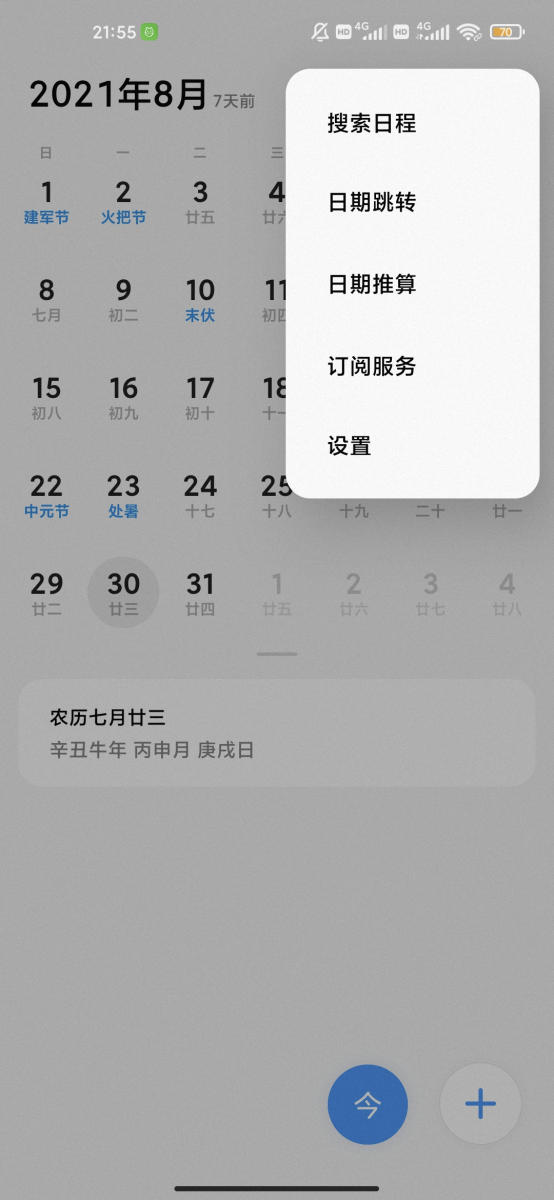 21:55
HD 4G HD 4G 70
2021年8月 7天前
搜索日程
日期跳转
日期推算
订阅服务
设置
日 一 二 三
1 2 3 4
建军节 火把节 廿五 廿六
8 9 10 11
七月 初二 末伏 初四
15 16 17 18
初八 初九 初十 十一
22 23 24 25
中元节 处暑 十七 十八 十九 二十 廿一
29 30 31 1 2 3 4
廿二 廿三 廿四 廿五 廿六 廿七 廿八
农历七月廿三
辛丑牛年 丙申月 庚戌日
今